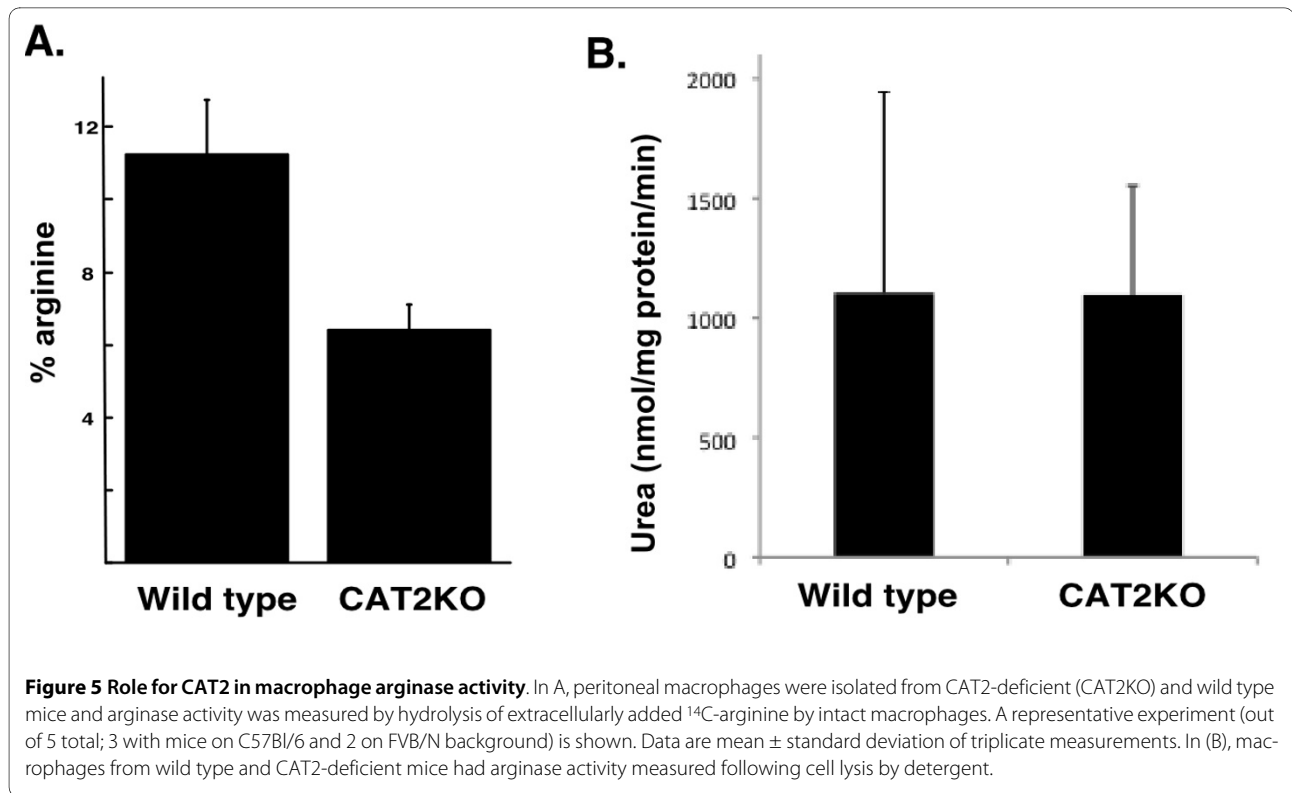 A.
12
8
4
% arginine
Wild type CAT2KO
B.
2000
1500
1000
500
0
Urea (nmol/mg protein/min)
Wild type CAT2KO
Figure 5 Role for CAT2 in macrophage arginase activity. In A, peritoneal macrophages were isolated from CAT2-deficient (CAT2KO) and wild type
mice and arginase activity was measured by hydrolysis of extracellularly added ¹⁴C-arginine by intact macrophages. A representative experiment (out
of 5 total; 3 with mice on C57Bl/6 and 2 on FVB/N background) is shown. Data are mean ± standard deviation of triplicate measurements. In (B), mac-
rophages from wild type and CAT2-deficient mice had arginase activity measured following cell lysis by detergent.